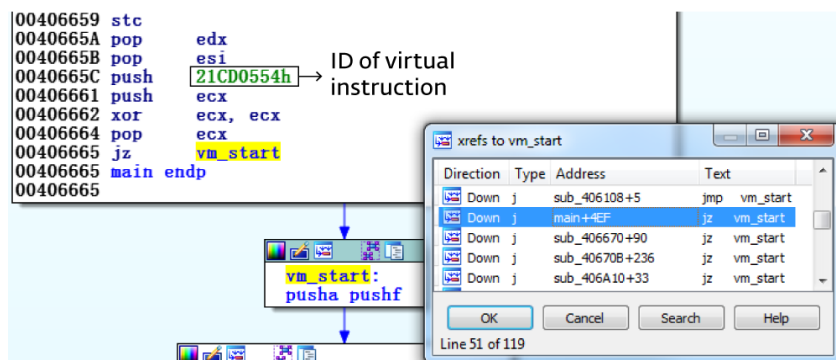 00406659 stc
0040665A pop edx
0040665B pop esi
0040665C push 21CD0554h
00406661 push ecx
00406662 xor ecx, ecx
00406664 pop ecx
00406665 jz vm_start
00406665 main endp
00406665
ID of virtual
instruction
vm_start:
pusha pushf
xrefs to vm_start
Direction Type Address Text
Down j sub_406108+5 jmp vm_start
Down j main+4EF jz vm_start
Down j sub_406670+90 jz vm_start
Down j sub_40670B+236 jz vm_start
Down j sub_406A10+33 jz vm_start
OK Cancel Search Help
Line 51 of 119